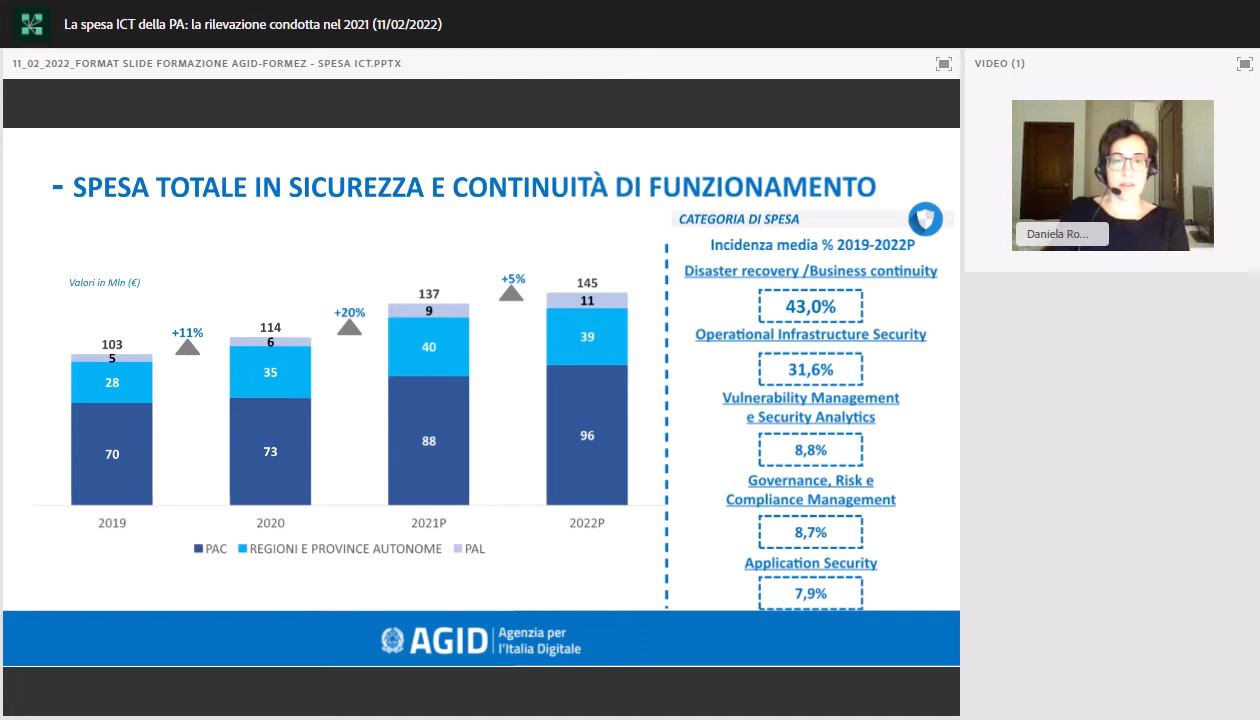 La spesa ICT della PA: la rilevazione condotta nel 2021 (11/02/2022)
11_02_2022_FORMAT SLIDE FORMAZIONE AGID-FORMEZ - SPESA ICT.PPTX
VIDEO (1)
- SPESA TOTALE IN SICUREZZA E CONTINUITÀ DI FUNZIONAMENTO
CATEGORIA DI SPESA
Incidenza media % 2019-2022P
Disaster recovery /Business continuity
43,0%
Operational Infrastructure Security
31,6%
Vulnerability Management
e Security Analytics
8,8%
Governance, Risk e
Compliance Management
8,7%
Application Security
7,9%
Valori in Mln (€)
103
5
28
70
+11%
114
6
35
73
+20%
137
9
40
88
+5%
145
11
39
96
2019
2020
2021P
2022P
PAC
REGIONI E PROVINCE AUTONOME
PAL
AGID
Agenzia per
l'Italia Digitale
Daniela Ro...